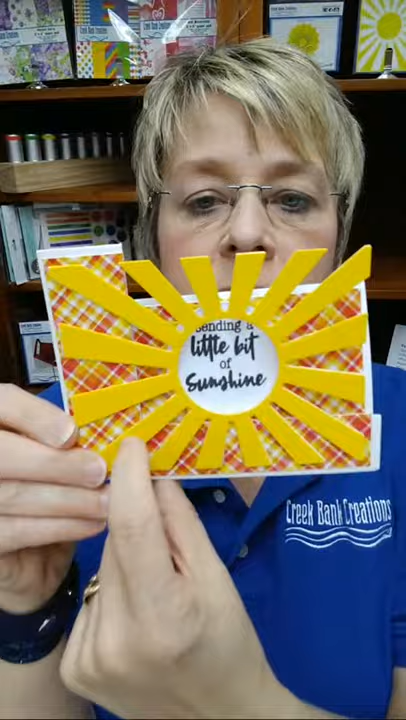 sending a
little bit
of
Sunshine
Creek Bank Creations